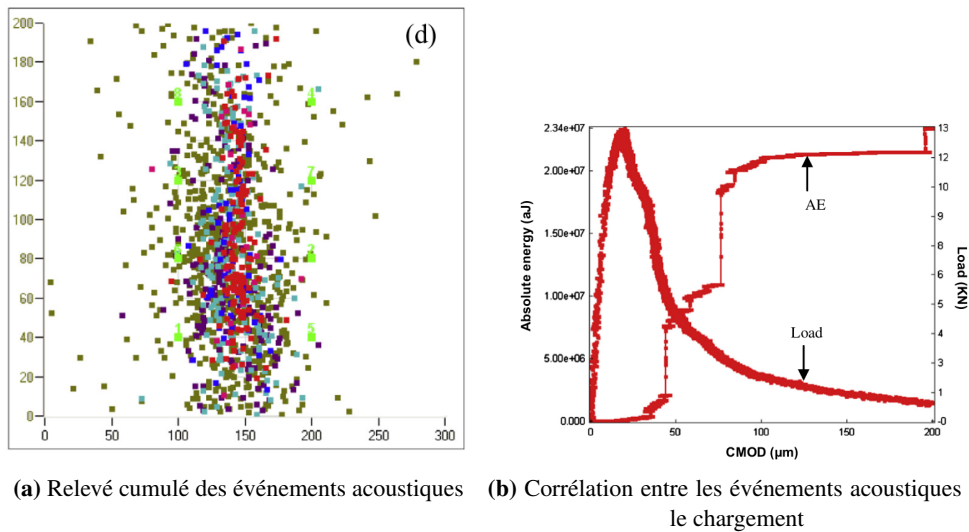 (d)
200
180
160
140
120
100
80
60
40
20
0
4
7
2
1
5
0 50 100 150 200 250 300
(a) Relevé cumulé des événements acoustiques
2.34e+07
2.00e+07
1.50e+07
1.00e+07
5.00e+06
0.000
Absolute energy (aJ)
AE
Load
13
12
10
9
8
6
5
4
3
1
-0
Load (KN)
0 50 100 150 200
CMOD (µm)
(b) Corrélation entre les événements acoustiques
le chargement